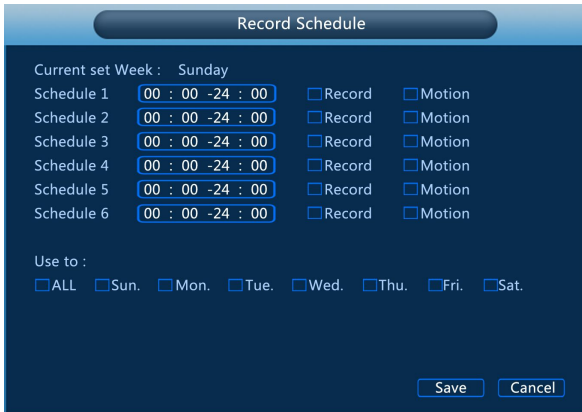 Record Schedule
Current set Week : Sunday
Schedule 1 00 : 00 -24 : 00 Record Motion
Schedule 2 00 : 00 -24 : 00 Record Motion
Schedule 3 00 : 00 -24 : 00 Record Motion
Schedule 4 00 : 00 -24 : 00 Record Motion
Schedule 5 00 : 00 -24 : 00 Record Motion
Schedule 6 00 : 00 -24 : 00 Record Motion
Use to :
ALL Sun. Mon. Tue. Wed. Thu. Fri. Sat.
Save Cancel